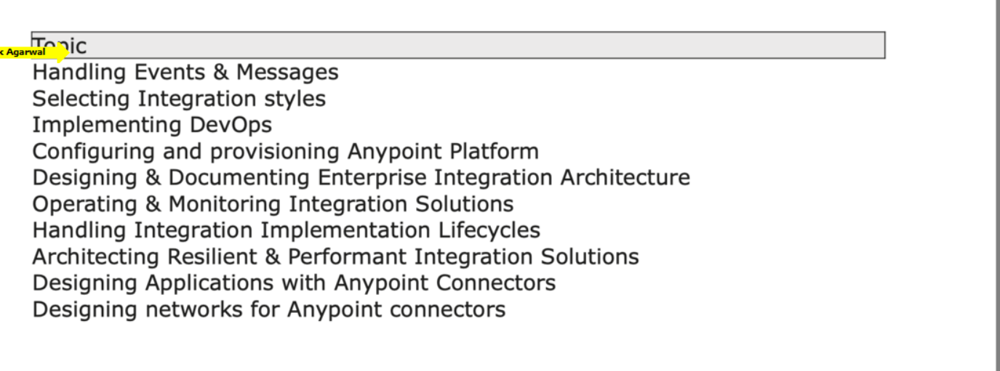 Topic
k Agarwal
Handling Events & Messages
Selecting Integration styles
Implementing DevOps
Configuring and provisioning Anypoint Platform
Designing & Documenting Enterprise Integration Architecture
Operating & Monitoring Integration Solutions
Handling Integration Implementation Lifecycles
Architecting Resilient & Performant Integration Solutions
Designing Applications with Anypoint Connectors
Designing networks for Anypoint connectors